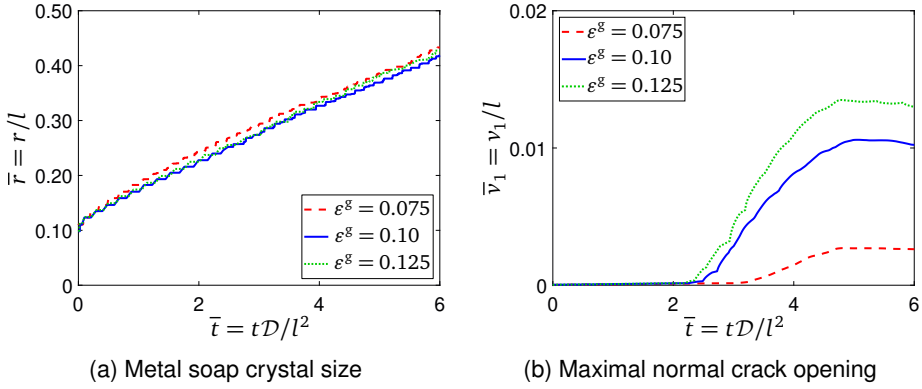 0.50
0.40
0.30
0.20
0.10
0
r̅ = r/l
ε^g = 0.075
ε^g = 0.10
ε^g = 0.125
0 2 4 6
t̅ = tD/l²
(a) Metal soap crystal size
0.02
0.01
0
v̅₁ = v₁/l
ε^g = 0.075
ε^g = 0.10
ε^g = 0.125
0 2 4 6
t̅ = tD/l²
(b) Maximal normal crack opening